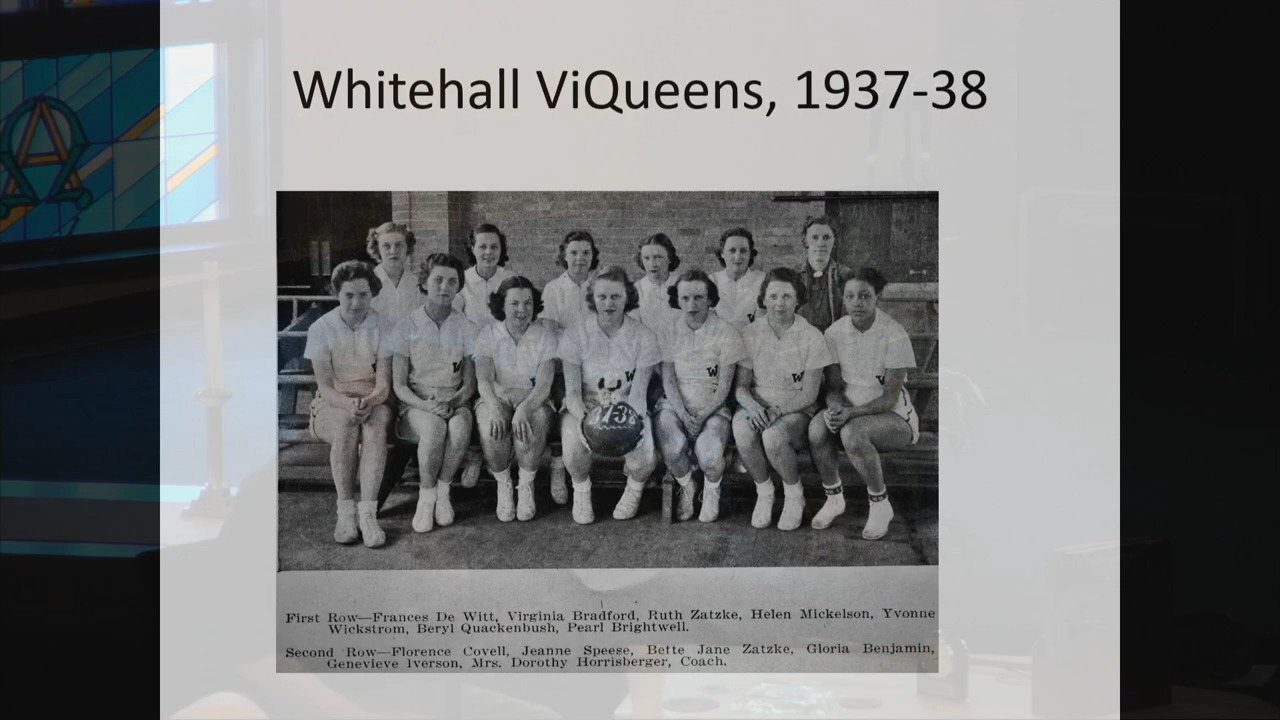 Whitehall ViQueens, 1937-38
W
W
W
W
37-38
First Row—Frances De Witt, Virginia Bradford, Ruth Zatzke, Helen Mickelson, Yvonne
Wickstrom, Beryl Quackenbush, Pearl Brightwell.
Second Row—Florence Covell, Jeanne Speese, Bette Jane Zatzke, Gloria Benjamin,
Genevieve Iverson, Mrs. Dorothy Horrisberger, Coach.